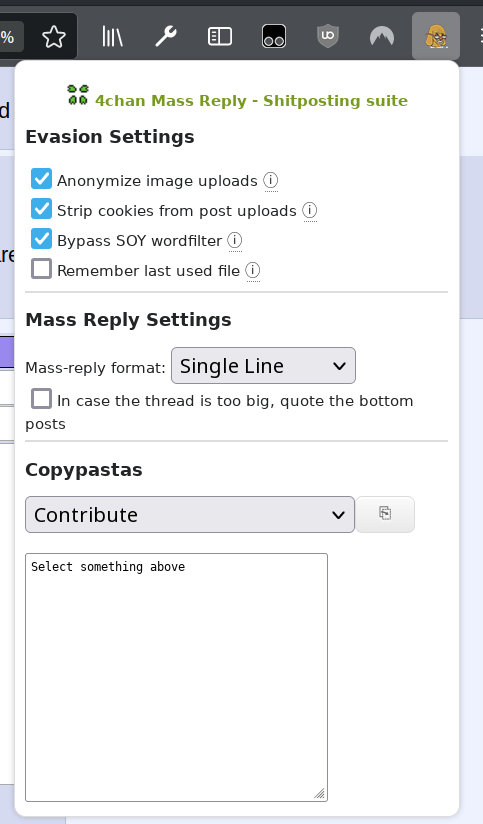 %
4chan Mass Reply - Shitposting suite
d
Evasion Settings
Anonymize image uploads ⓘ
Strip cookies from post uploads ⓘ
Bypass SOY wordfilter ⓘ
are
Remember last used file ⓘ
Mass Reply Settings
Mass-reply format: Single Line
In case the thread is too big, quote the bottom
posts
Copypastas
Contribute
Select something above